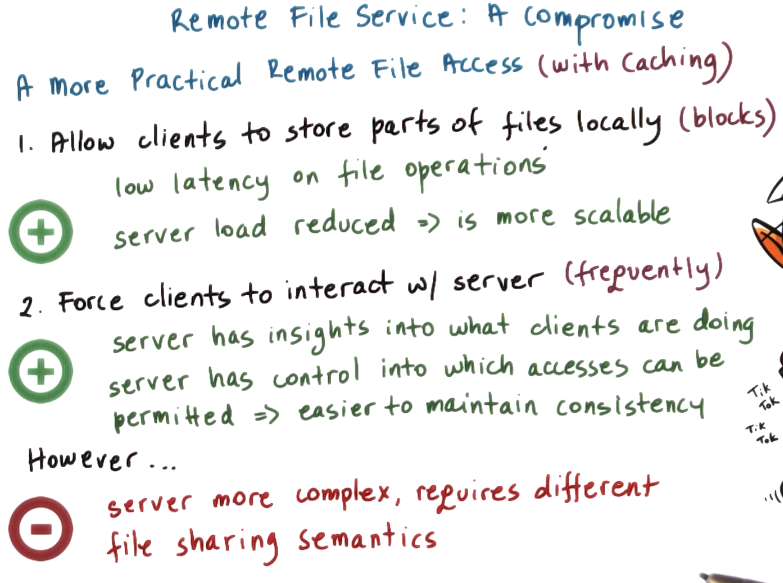 Remote File Service: A Compromise
A More Practical Remote File Access (with Caching)
1. Allow clients to store parts of files locally (blocks)
low latency on file operations
server load reduced => is more scalable
2. Force clients to interact w/ server (frequently)
server has insights into what clients are doing
server has control into which accesses can be
permitted => easier to maintain consistency
However...
server more complex, requires different
file sharing semantics
Tik
Tok
Tik
Tok